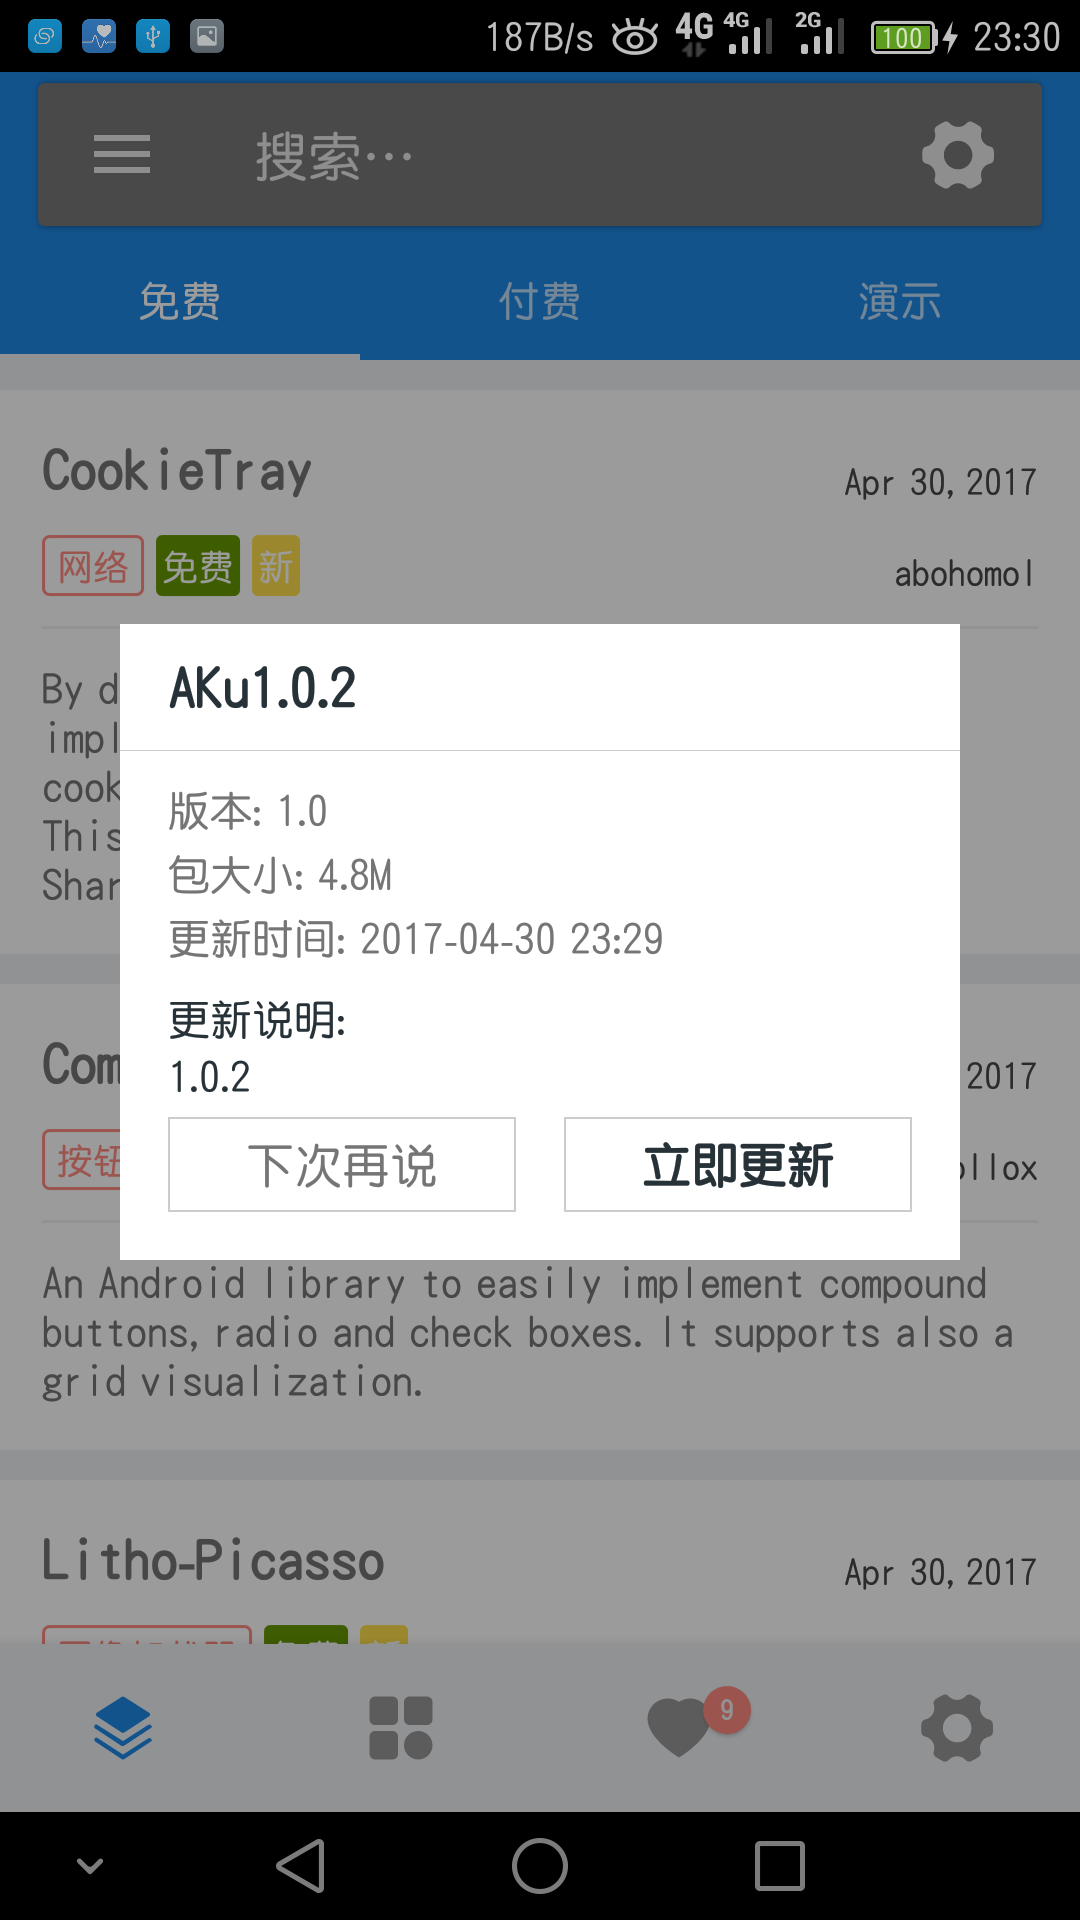 187B/s 4G 4G 2G 100 23:30
搜索…
免费 付费 演示
CookieTray
Apr 30, 2017
网络 免费 新
abohomol
By d
impl
cook
This
Shar
AKu1.0.2
版本: 1.0
包大小: 4.8M
更新时间: 2017-04-30 23:29
更新说明:
1.0.2
下次再说 立即更新
Com
2017
按钮
ollox
An Android library to easily implement compound
buttons, radio and check boxes. It supports also a
grid visualization.
Litho-Picasso
Apr 30, 2017
9